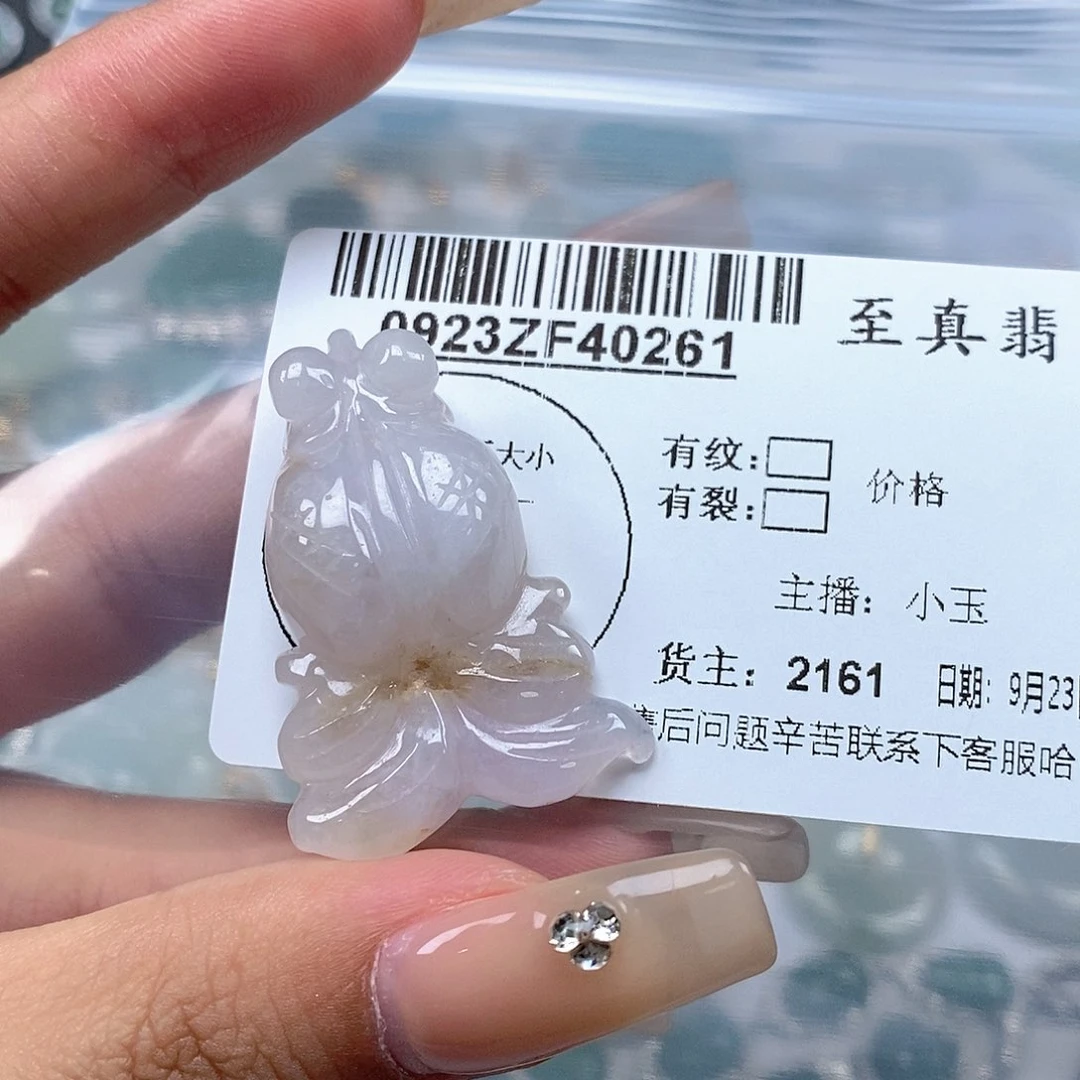 0923ZF40261
至真翡
大小
有纹：
有裂：
价格
主播：小玉
货主：2161
日期：9月23
售后问题辛苦联系下客服哈